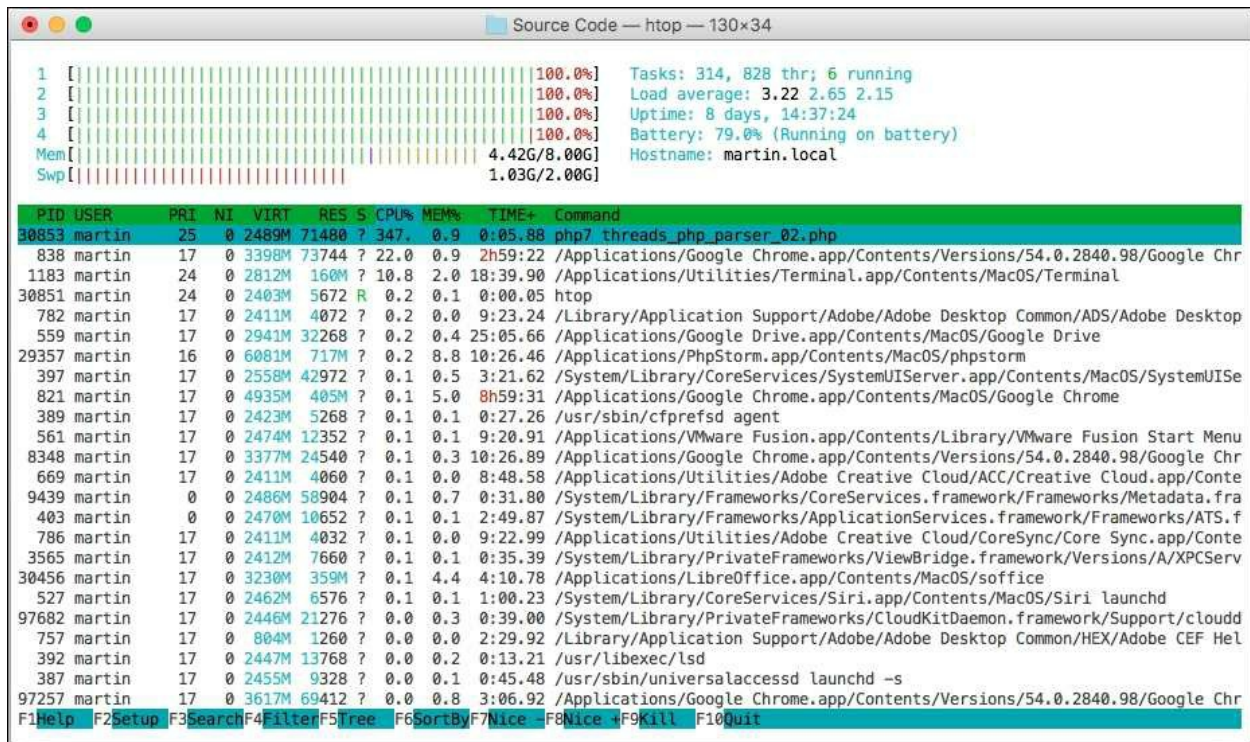 Source Code — htop — 130×34
1 [100.0%] Tasks: 314, 828 thr; 6 running
2 [100.0%] Load average: 3.22 2.65 2.15
3 [100.0%] Uptime: 8 days, 14:37:24
4 [100.0%] Battery: 79.0% (Running on battery)
Mem[4.42G/8.00G] Hostname: martin.local
Swp[1.03G/2.00G]
PID USER PRI NI VIRT RES S CPU% MEM% TIME+ Command
30853 martin 25 0 2489M 71480 ? 347. 0.9 0:05.88 php7 threads_php_parser_02.php
838 martin 17 0 3398M 73744 ? 22.0 0.9 2h59:22 /Applications/Google Chrome.app/Contents/Versions/54.0.2840.98/Google Chr
1183 martin 24 0 2812M 160M ? 10.8 2.0 18:39.90 /Applications/Utilities/Terminal.app/Contents/MacOS/Terminal
30851 martin 24 0 2403M 5672 R 0.2 0.1 0:00.05 htop
782 martin 17 0 2411M 4072 ? 0.2 0.0 9:23.24 /Library/Application Support/Adobe/Adobe Desktop Common/ADS/Adobe Desktop
559 martin 17 0 2941M 32268 ? 0.2 0.4 25:05.66 /Applications/Google Drive.app/Contents/MacOS/Google Drive
29357 martin 16 0 6081M 717M ? 0.2 8.8 10:26.46 /Applications/PhpStorm.app/Contents/MacOS/phpstorm
397 martin 17 0 2558M 42972 ? 0.1 0.5 3:21.62 /System/Library/CoreServices/SystemUIServer.app/Contents/MacOS/SystemUISe
821 martin 17 0 4935M 405M ? 0.1 5.0 8h59:31 /Applications/Google Chrome.app/Contents/MacOS/Google Chrome
389 martin 17 0 2423M 5268 ? 0.1 0.1 0:27.26 /usr/sbin/cfprefsd agent
561 martin 17 0 2474M 12352 ? 0.1 0.1 9:20.91 /Applications/VMware Fusion.app/Contents/Library/VMware Fusion Start Menu
8348 martin 17 0 3377M 24540 ? 0.1 0.3 10:26.89 /Applications/Google Chrome.app/Contents/Versions/54.0.2840.98/Google Chr
669 martin 17 0 2411M 4060 ? 0.1 0.0 8:48.58 /Applications/Utilities/Adobe Creative Cloud/ACC/Creative Cloud.app/Conte
9439 martin 0 0 2486M 58904 ? 0.1 0.7 0:31.80 /System/Library/Frameworks/CoreServices.framework/Frameworks/Metadata.fra
403 martin 0 0 2470M 10652 ? 0.1 0.1 2:49.87 /System/Library/Frameworks/ApplicationServices.framework/Frameworks/ATS.f
786 martin 17 0 2411M 4032 ? 0.1 0.0 9:22.99 /Applications/Utilities/Adobe Creative Cloud/CoreSync/Core Sync.app/Conte
3565 martin 17 0 2412M 7660 ? 0.1 0.1 0:35.39 /System/Library/PrivateFrameworks/ViewBridge.framework/Versions/A/XPCServ
30456 martin 17 0 3230M 359M ? 0.1 4.4 4:10.78 /Applications/LibreOffice.app/Contents/MacOS/soffice
527 martin 17 0 2462M 6576 ? 0.1 0.1 1:00.23 /System/Library/CoreServices/Siri.app/Contents/MacOS/Siri launchd
97682 martin 17 0 2446M 21276 ? 0.0 0.3 0:39.00 /System/Library/PrivateFrameworks/CloudKitDaemon.framework/Support/cloudd
757 martin 17 0 804M 1260 ? 0.0 0.0 2:29.92 /Library/Application Support/Adobe/Adobe Desktop Common/HEX/Adobe CEF Hel
392 martin 17 0 2447M 13768 ? 0.0 0.2 0:13.21 /usr/libexec/lsd
387 martin 17 0 2455M 9328 ? 0.0 0.1 0:45.48 /usr/sbin/universalaccessd launchd -s
97257 martin 17 0 3617M 69412 ? 0.0 0.8 3:06.92 /Applications/Google Chrome.app/Contents/Versions/54.0.2840.98/Google Chr
F1Help F2Setup F3SearchF4FilterF5Tree F6SortByF7Nice -F8Nice +F9Kill F10Quit